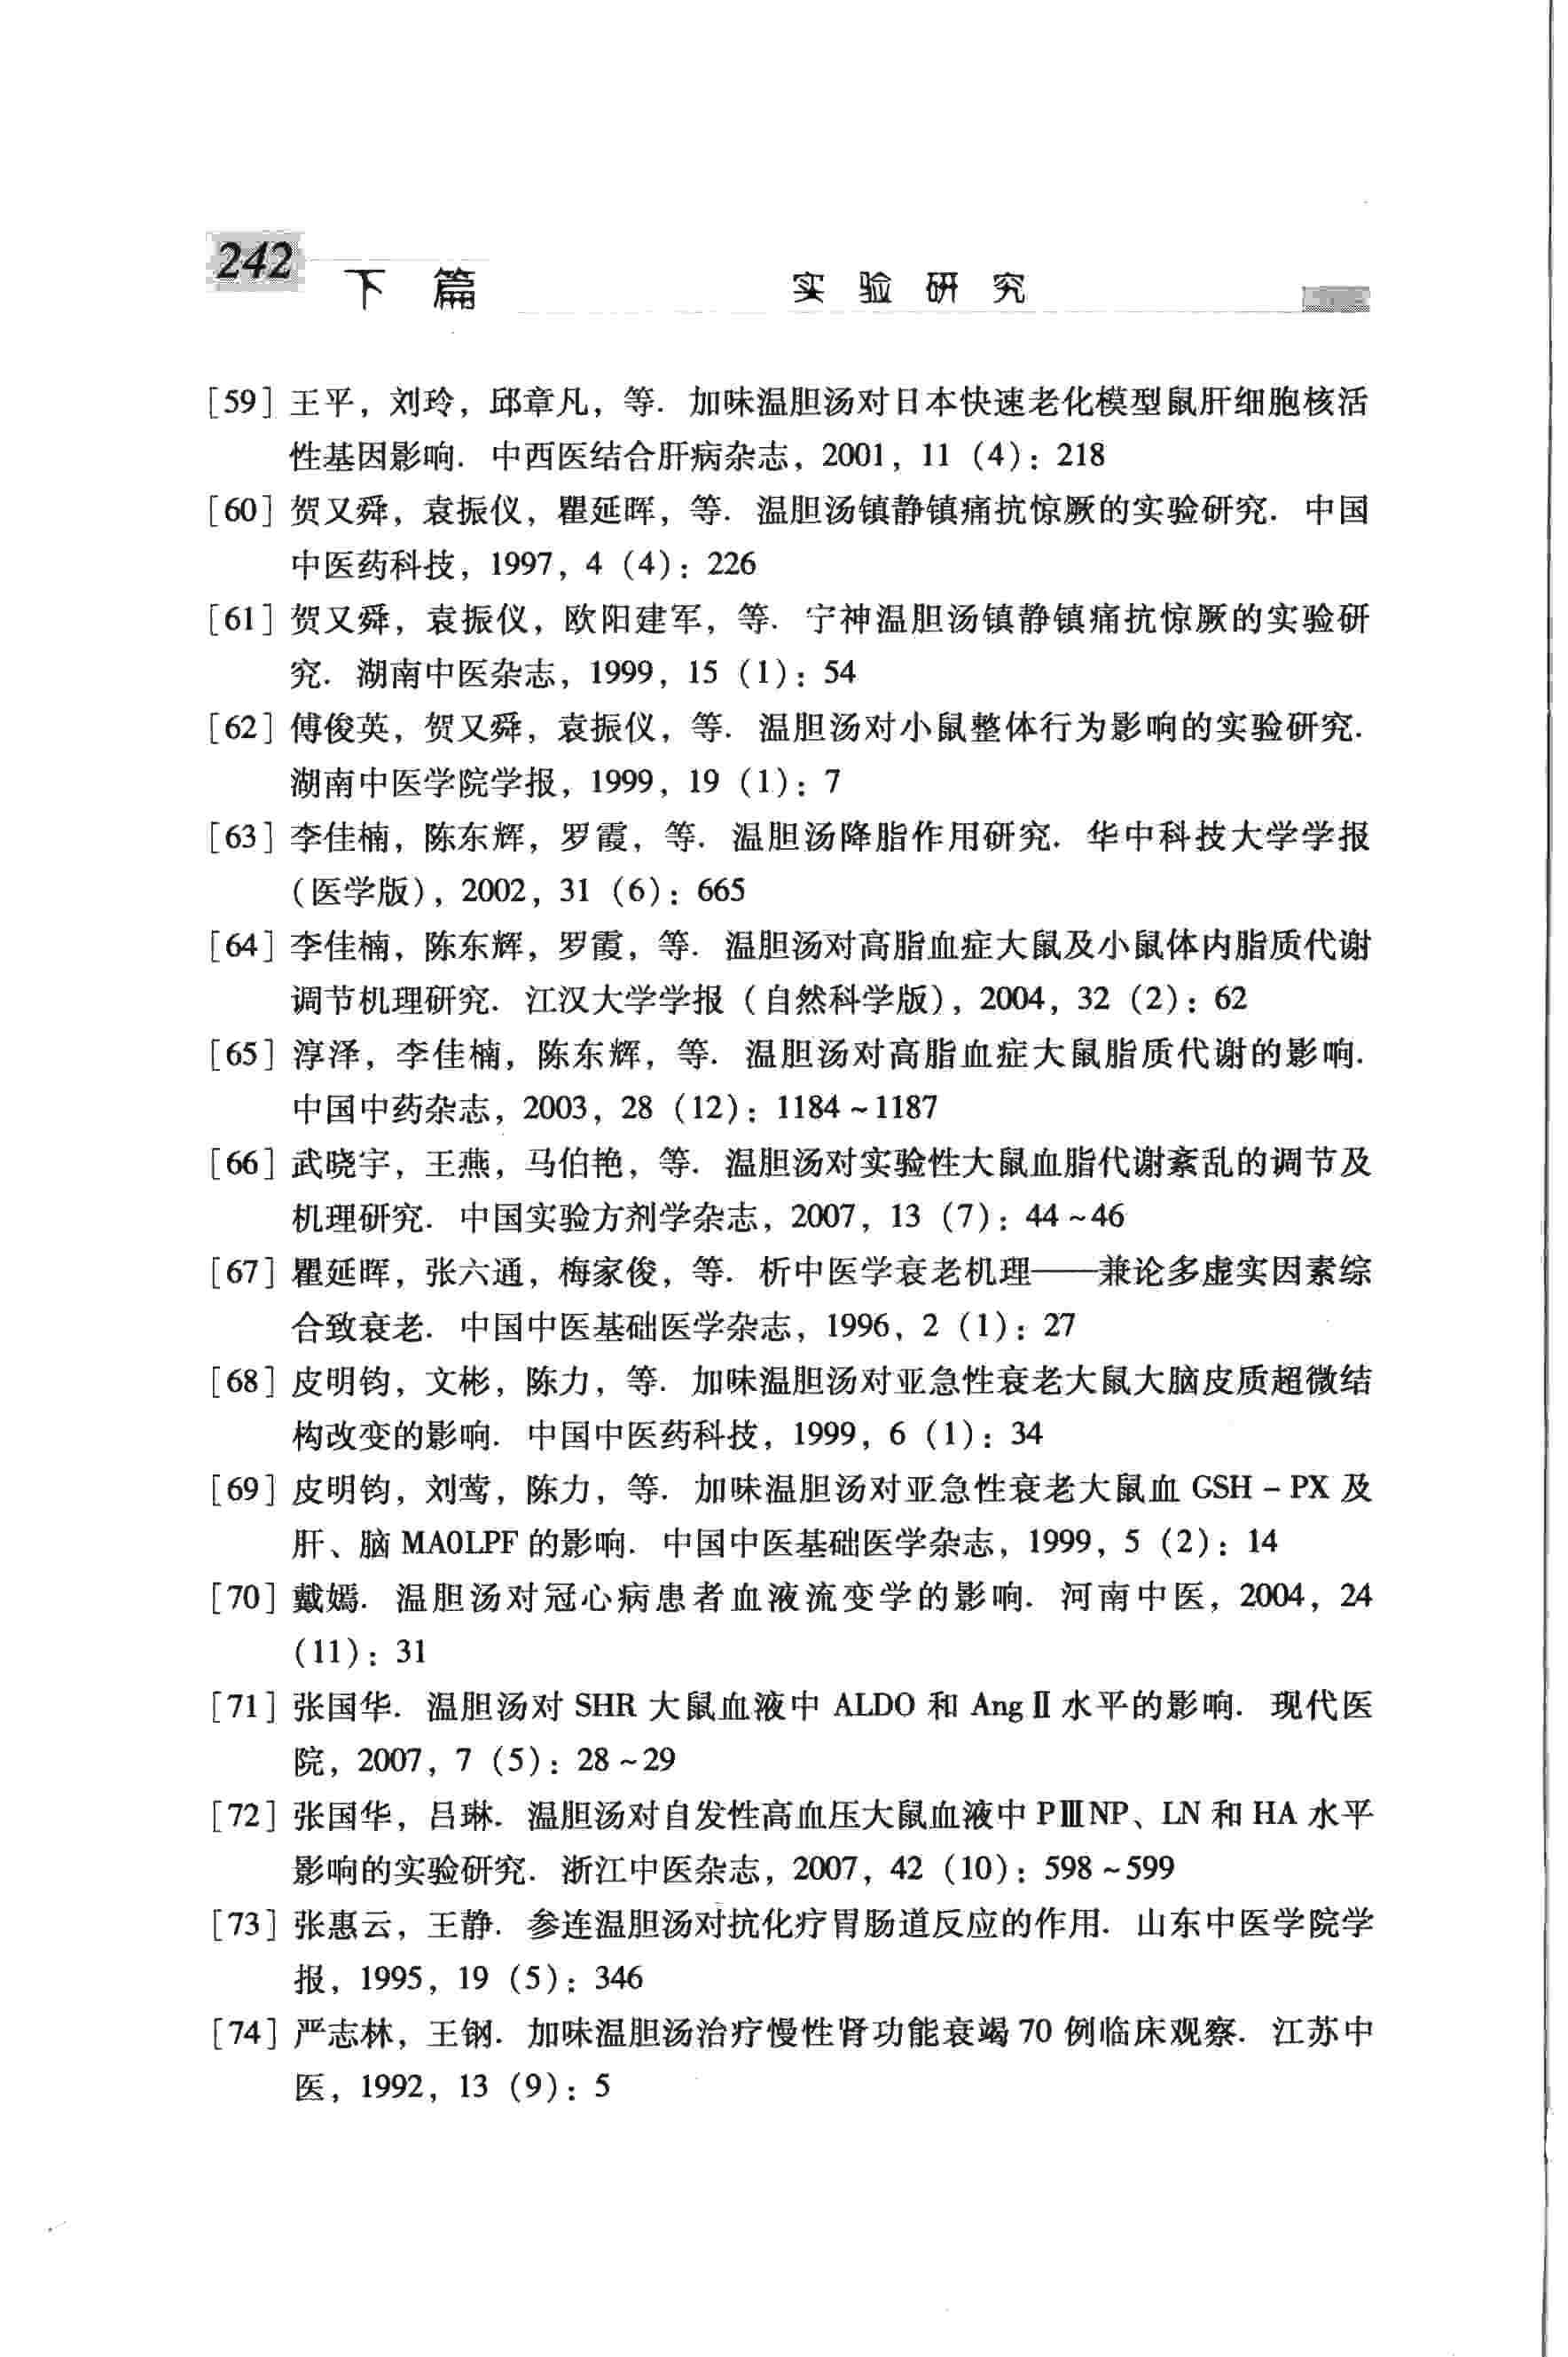 242
下 篇 实 验 研 究
[59] 王平，刘玲，邱章凡，等. 加味温胆汤对日本快速老化模型鼠肝细胞核活
性基因影响. 中西医结合肝病杂志，2001，11（4）：218
[60] 贺又舜，袁振仪，瞿延晖，等. 温胆汤镇静镇痛抗惊厥的实验研究. 中国
中医药科技，1997，4（4）：226
[61] 贺又舜，袁振仪，欧阳建军，等. 宁神温胆汤镇静镇痛抗惊厥的实验研
究. 湖南中医杂志，1999，15（1）：54
[62] 傅俊英，贺又舜，袁振仪，等. 温胆汤对小鼠整体行为影响的实验研究.
湖南中医学院学报，1999，19（1）：7
[63] 李佳楠，陈东辉，罗霞，等. 温胆汤降脂作用研究. 华中科技大学学报
（医学版），2002，31（6）：665
[64] 李佳楠，陈东辉，罗霞，等. 温胆汤对高脂血症大鼠及小鼠体内脂质代谢
调节机理研究. 江汉大学学报（自然科学版），2004，32（2）：62
[65] 淳泽，李佳楠，陈东辉，等. 温胆汤对高脂血症大鼠脂质代谢的影响.
中国中药杂志，2003，28（12）：1184～1187
[66] 武晓宇，王燕，马伯艳，等. 温胆汤对实验性大鼠血脂代谢紊乱的调节及
机理研究. 中国实验方剂学杂志，2007，13（7）：44～46
[67] 瞿延晖，张六通，梅家俊，等. 析中医学衰老机理——兼论多虚实因素综
合致衰老. 中国中医基础医学杂志，1996，2（1）：27
[68] 皮明钧，文彬，陈力，等. 加味温胆汤对亚急性衰老大鼠大脑皮质超微结
构改变的影响. 中国中医药科技，1999，6（1）：34
[69] 皮明钧，刘莺，陈力，等. 加味温胆汤对亚急性衰老大鼠血 GSH－PX 及
肝、脑 MAOLPF 的影响. 中国中医基础医学杂志，1999，5（2）：14
[70] 戴嫣. 温胆汤对冠心病患者血液流变学的影响. 河南中医，2004，24
（11）：31
[71] 张国华. 温胆汤对 SHR 大鼠血液中 ALDO 和 AngⅡ水平的影响. 现代医
院，2007，7（5）：28～29
[72] 张国华，吕琳. 温胆汤对自发性高血压大鼠血液中 PⅢNP、LN 和 HA 水平
影响的实验研究. 浙江中医杂志，2007，42（10）：598～599
[73] 张惠云，王静. 参连温胆汤对抗化疗胃肠道反应的作用. 山东中医学院学
报，1995，19（5）：346
[74] 严志林，王钢. 加味温胆汤治疗慢性肾功能衰竭 70 例临床观察. 江苏中
医，1992，13（9）：5